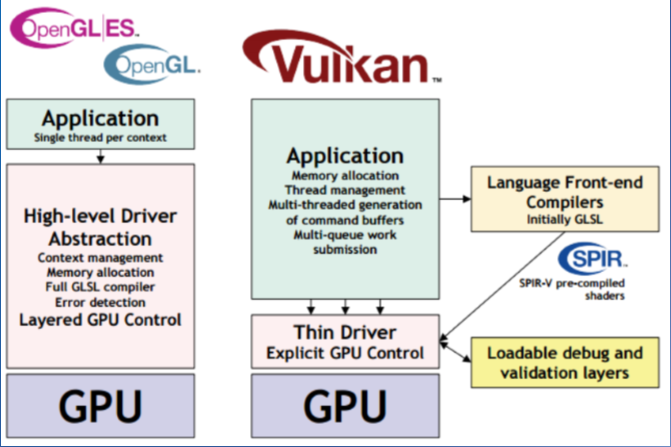 OpenGL|ES™
OpenGL.
Vulkan™
Application
Single thread per context
High-level Driver
Abstraction
Context management
Memory allocation
Full GLSL compiler
Error detection
Layered GPU Control
GPU
Application
Memory allocation
Thread management
Multi-threaded generation
of command buffers
Multi-queue work
submission
Thin Driver
Explicit GPU Control
GPU
Language Front-end
Compilers
Initially GLSL
SPIR™
SPIR-V pre-compiled
shaders
Loadable debug and
validation layers